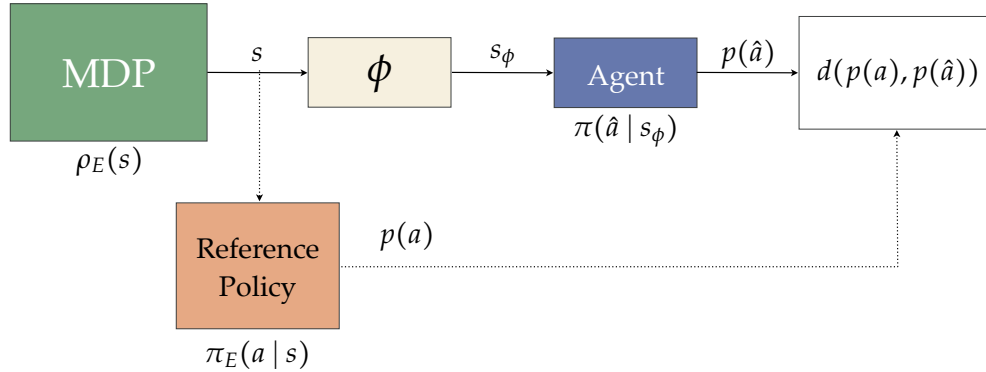 MDP
s
ϕ
s_ϕ
Agent
p(â)
d(p(a), p(â))
ρ_E(s)
π(â | s_ϕ)
Reference
Policy
p(a)
π_E(a | s)